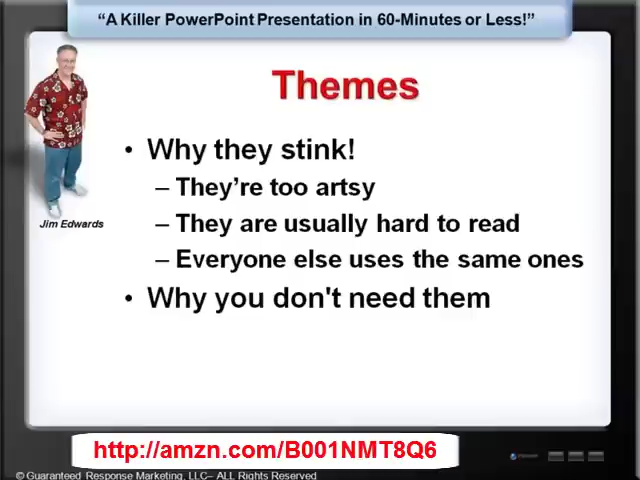 “A Killer PowerPoint Presentation in 60-Minutes or Less!”
Themes
• Why they stink!
– They’re too artsy
– They are usually hard to read
– Everyone else uses the same ones
• Why you don't need them
Jim Edwards
http://amzn.com/B001NMT8Q6
© Guaranteed Response Marketing, LLC– ALL Rights Reserved